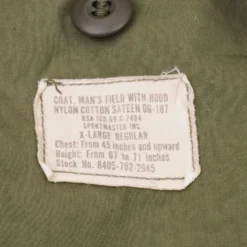 COAT, MAN'S FIELD WITH HOOD
NYLON COTTON SATEEN OG-107
DSA 100-69-C-2494
SPORTMASTER INC.
X-LARGE REGULAR
Chest: From 45 inches and upward
Height: From 67 to 71 inches
Stock No. 8405-782-2945